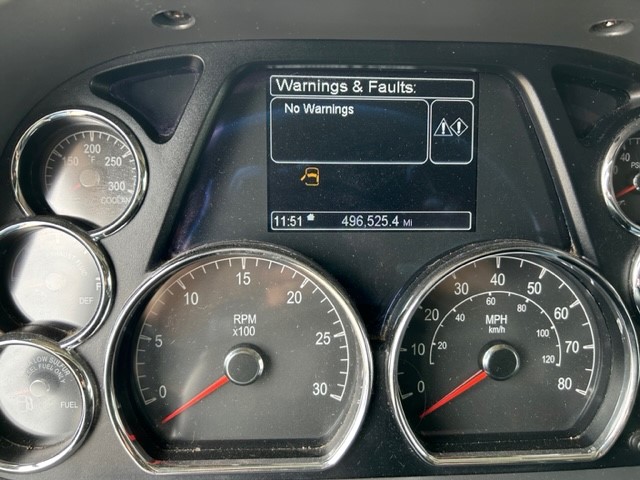 Warnings & Faults:
No Warnings
11:51 496,525.4 MI
150 200 250 300
°F
COOLANT
DEF
FUEL
0 5 10 15 20 25 30
RPM
x100
0 10 20 30 40 50 60 70 80
MPH
km/h
20 40 60 80 100 120
40